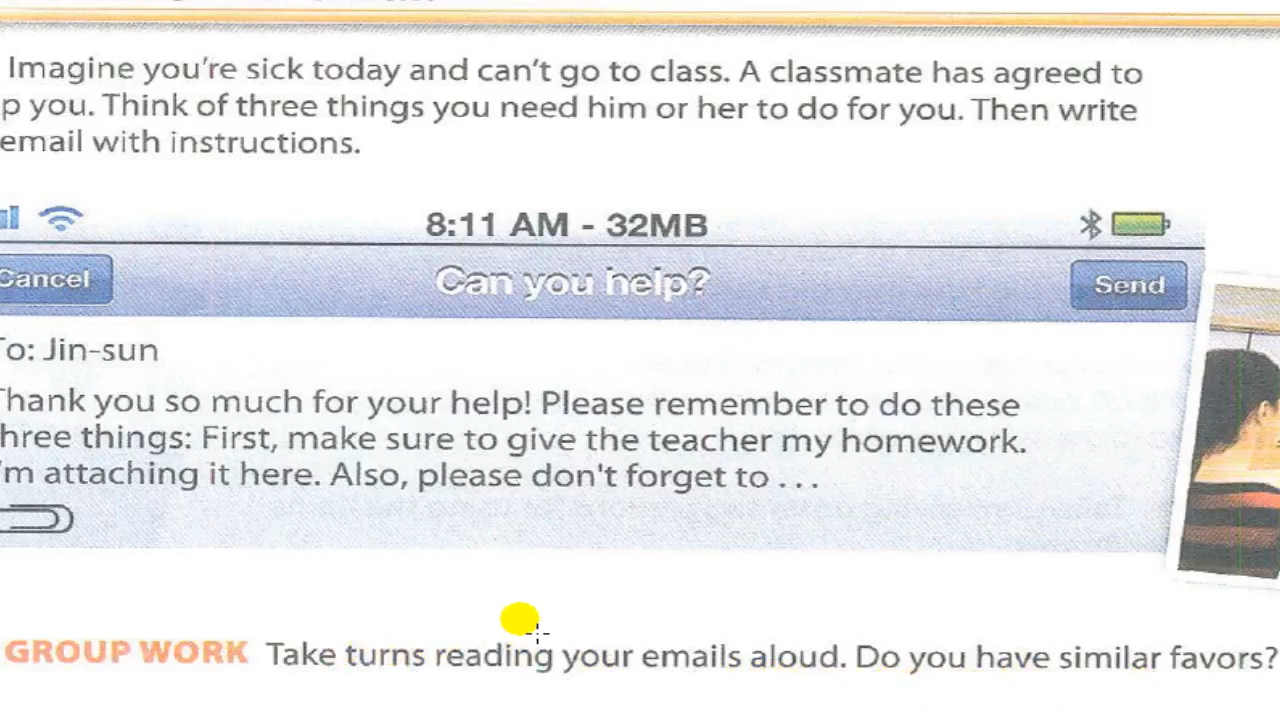 Imagine you're sick today and can't go to class. A classmate has agreed to
p you. Think of three things you need him or her to do for you. Then write
email with instructions.
8:11 AM - 32MB
Cancel
Can you help?
Send
To: Jin-sun
Thank you so much for your help! Please remember to do these
three things: First, make sure to give the teacher my homework.
I'm attaching it here. Also, please don't forget to . . .
GROUP WORK Take turns reading your emails aloud. Do you have similar favors?